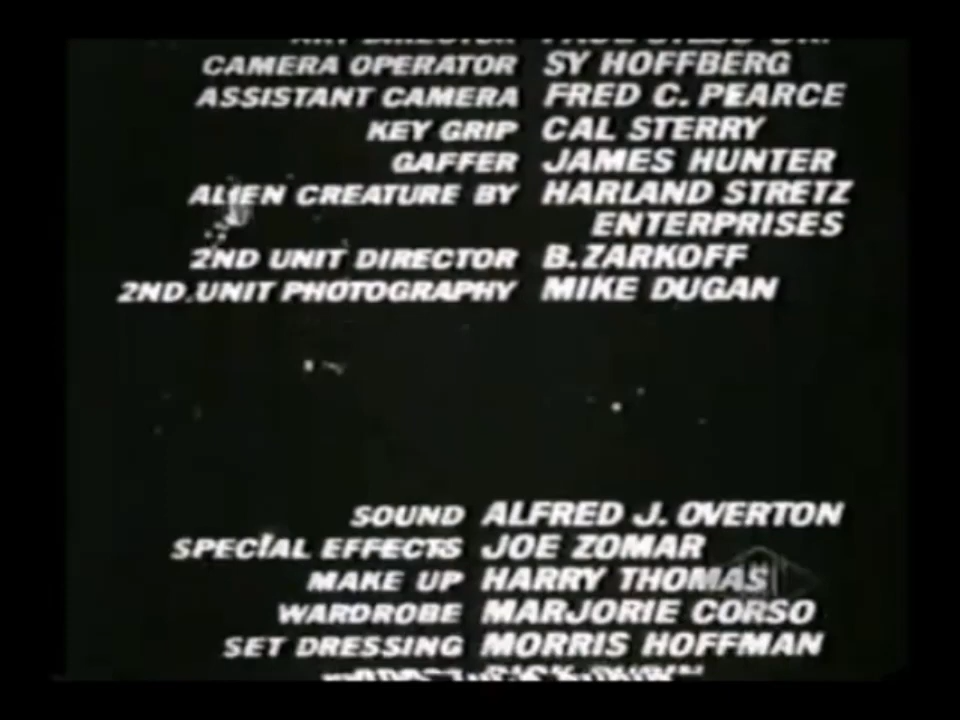 CAMERA OPERATOR SY HOFFBERG
ASSISTANT CAMERA FRED C. PEARCE
KEY GRIP CAL STERRY
GAFFER JAMES HUNTER
ALIEN CREATURE BY HARLAND STRETZ
ENTERPRISES
2ND UNIT DIRECTOR B. ZARKOFF
2ND. UNIT PHOTOGRAPHY MIKE DUGAN
SOUND ALFRED J. OVERTON
SPECIAL EFFECTS JOE ZOMAR
MAKE UP HARRY THOMAS
WARDROBE MARJORIE CORSO
SET DRESSING MORRIS HOFFMAN